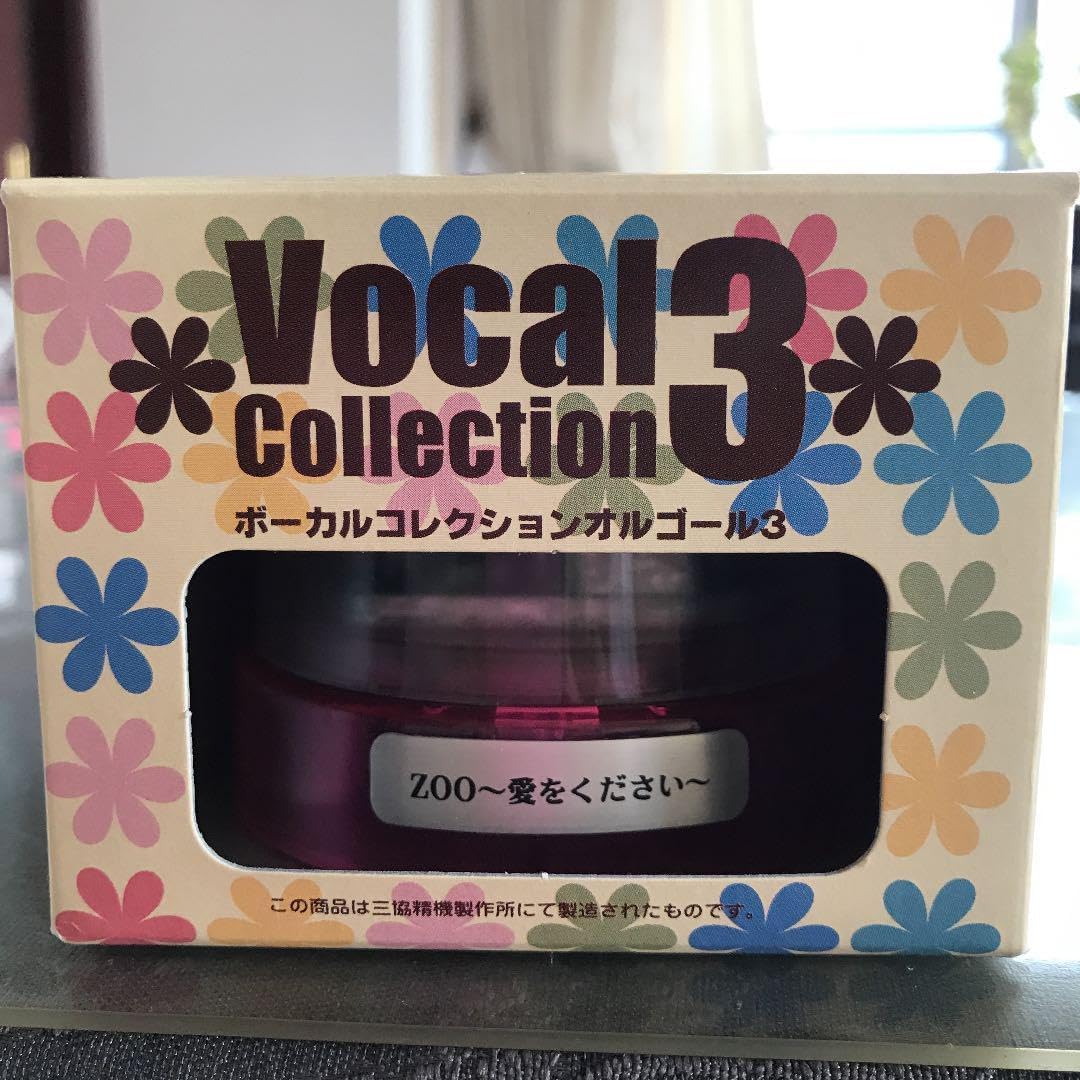 Vocal
Collection 3
ボーカルコレクションオルゴール3
ZOO～愛をください～
この商品は三協精機製作所にて製造されたものです。